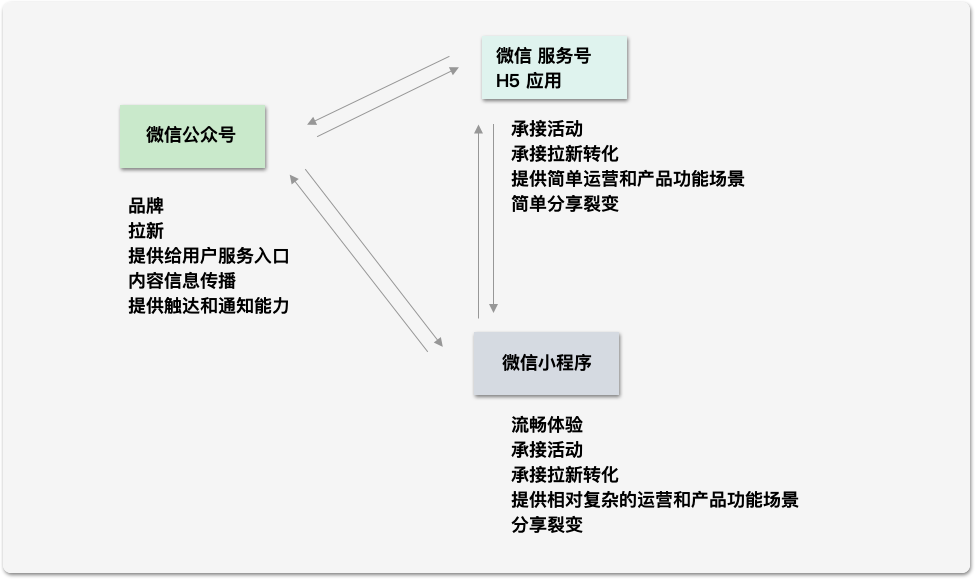 微信 服务号
H5 应用
承接活动
承接拉新转化
提供简单运营和产品功能场景
简单分享裂变
微信公众号
品牌
拉新
提供给用户服务入口
内容信息传播
提供触达和通知能力
微信小程序
流畅体验
承接活动
承接拉新转化
提供相对复杂的运营和产品功能场景
分享裂变